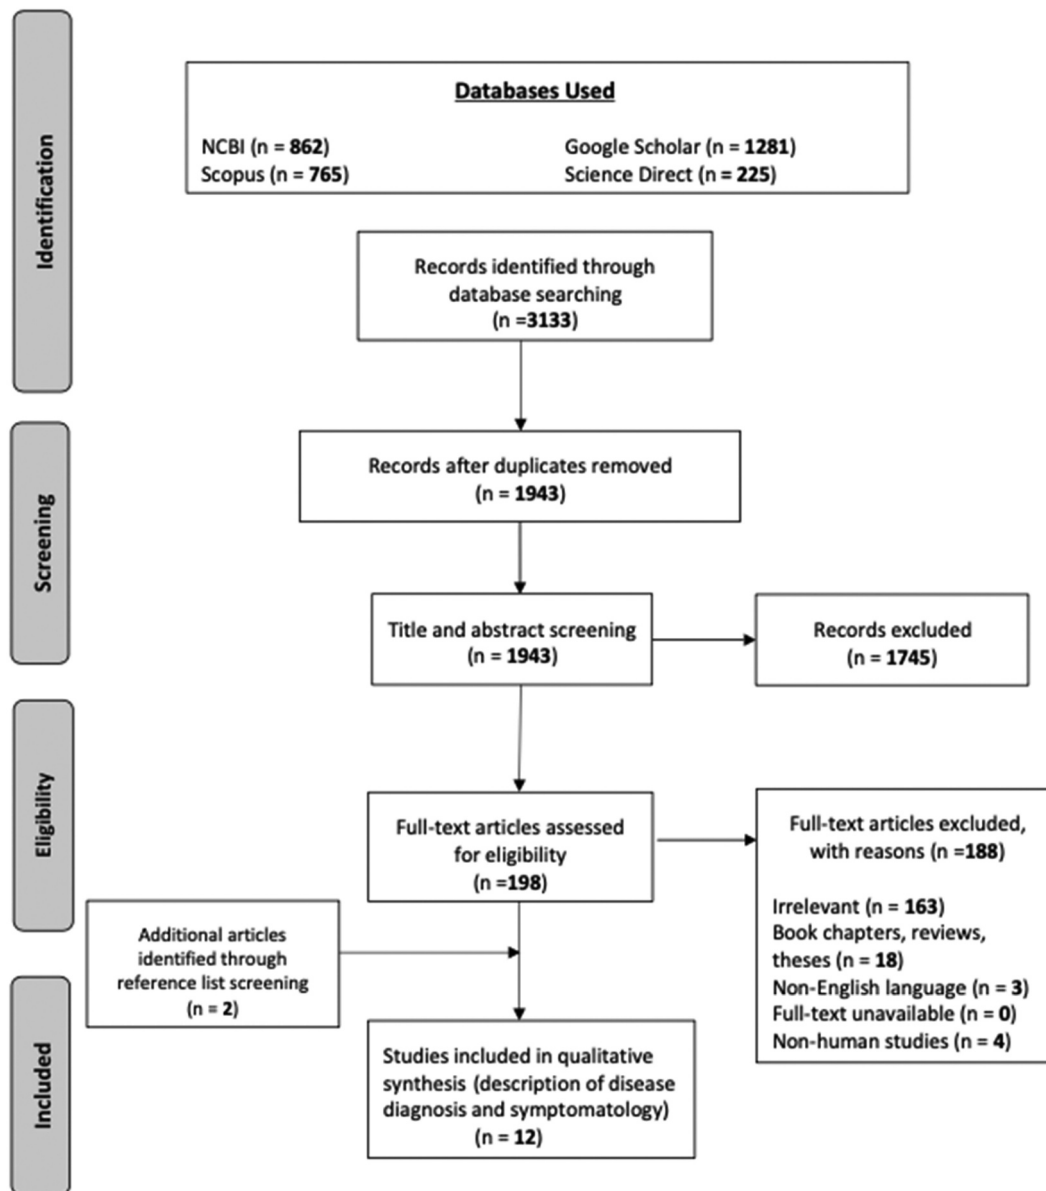 Identification
Databases Used
NCBI (n = 862)
Google Scholar (n = 1281)
Scopus (n = 765)
Science Direct (n = 225)
Records identified through
database searching
(n =3133)
Screening
Records after duplicates removed
(n = 1943)
Title and abstract screening
(n = 1943)
Records excluded
(n = 1745)
Eligibility
Full-text articles assessed
for eligibility
(n =198)
Full-text articles excluded,
with reasons (n =188)
Irrelevant (n = 163)
Book chapters, reviews,
theses (n = 18)
Non-English language (n = 3)
Full-text unavailable (n = 0)
Non-human studies (n = 4)
Additional articles
identified through
reference list screening
(n = 2)
Included
Studies included in qualitative
synthesis (description of disease
diagnosis and symptomatology)
(n = 12)